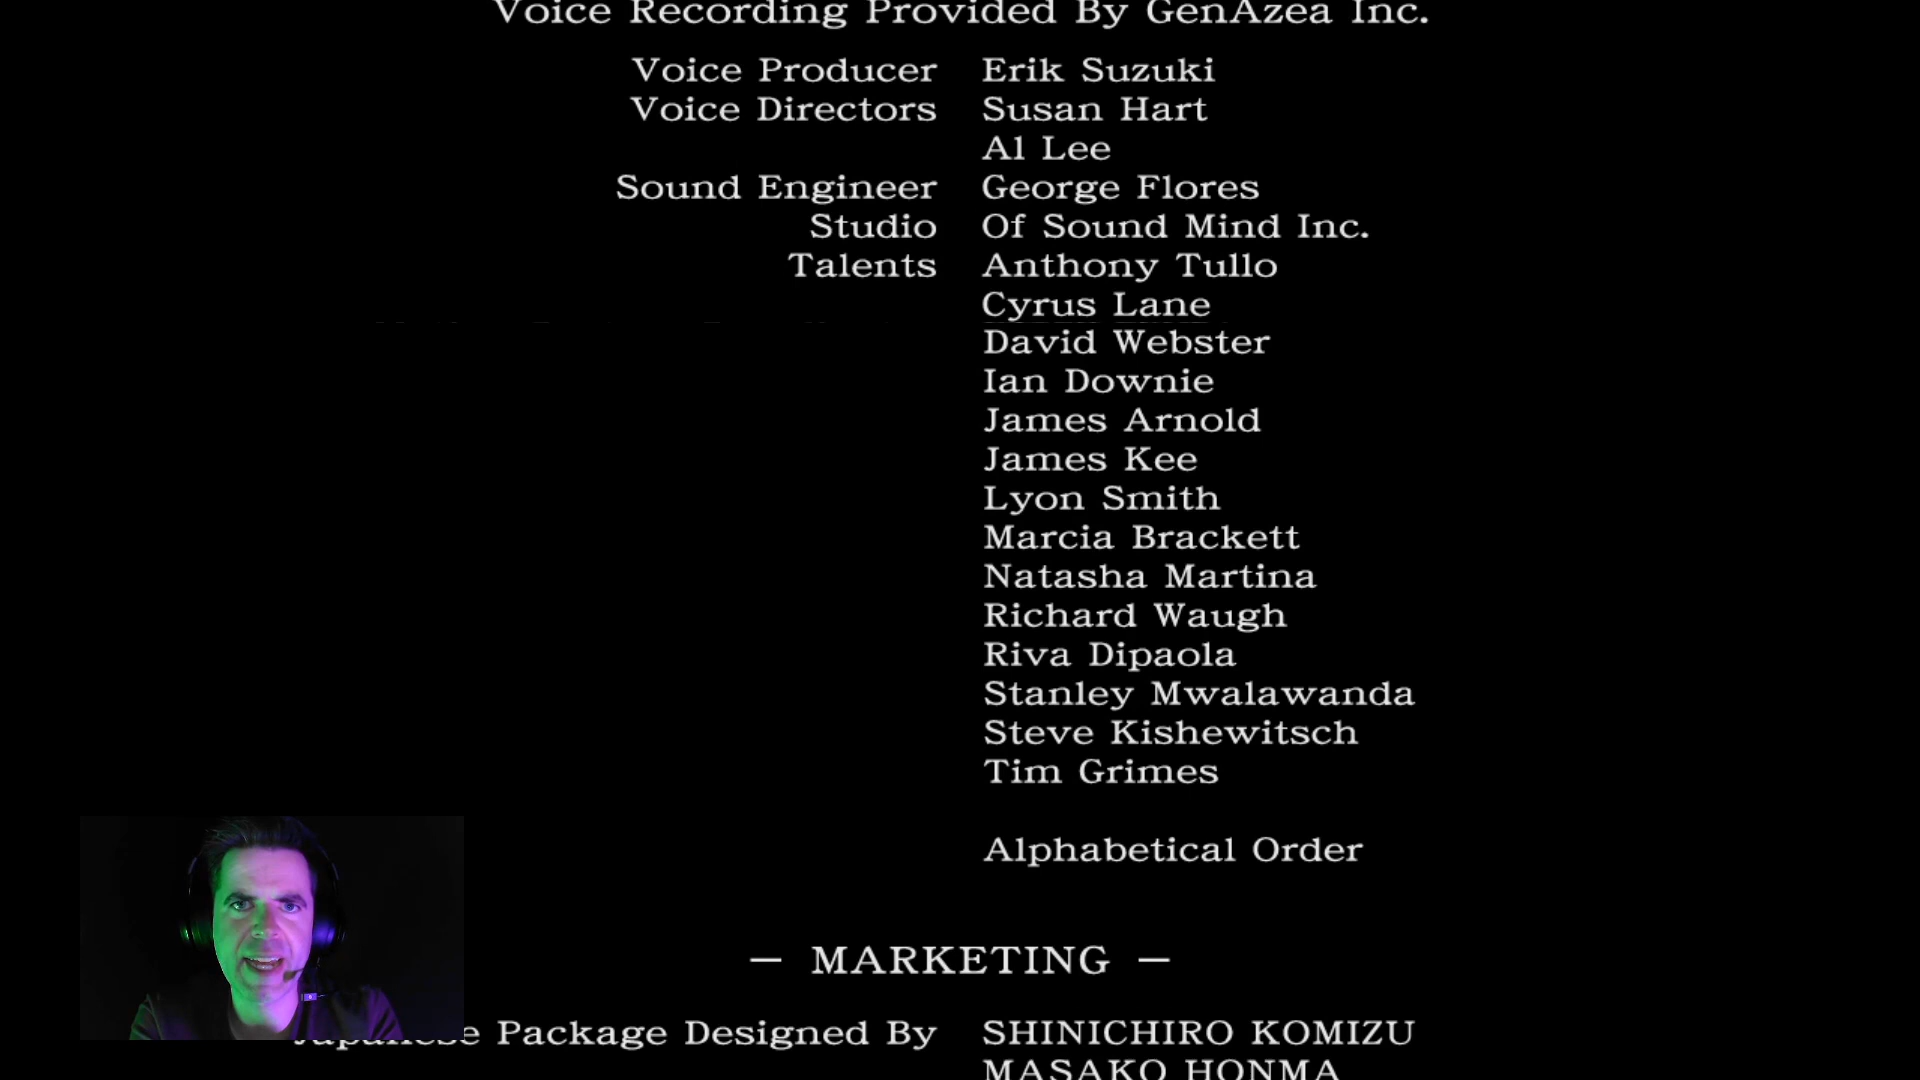 Voice Recording Provided By GenAzea Inc.
Voice Producer Erik Suzuki
Voice Directors Susan Hart
Al Lee
Sound Engineer George Flores
Studio Of Sound Mind Inc.
Talents Anthony Tullo
Cyrus Lane
David Webster
Ian Downie
James Arnold
James Kee
Lyon Smith
Marcia Brackett
Natasha Martina
Richard Waugh
Riva Dipaola
Stanley Mwalawanda
Steve Kishewitsch
Tim Grimes
Alphabetical Order
— MARKETING —
Japanese Package Designed By SHINICHIRO KOMIZU
MASAKO HONMA